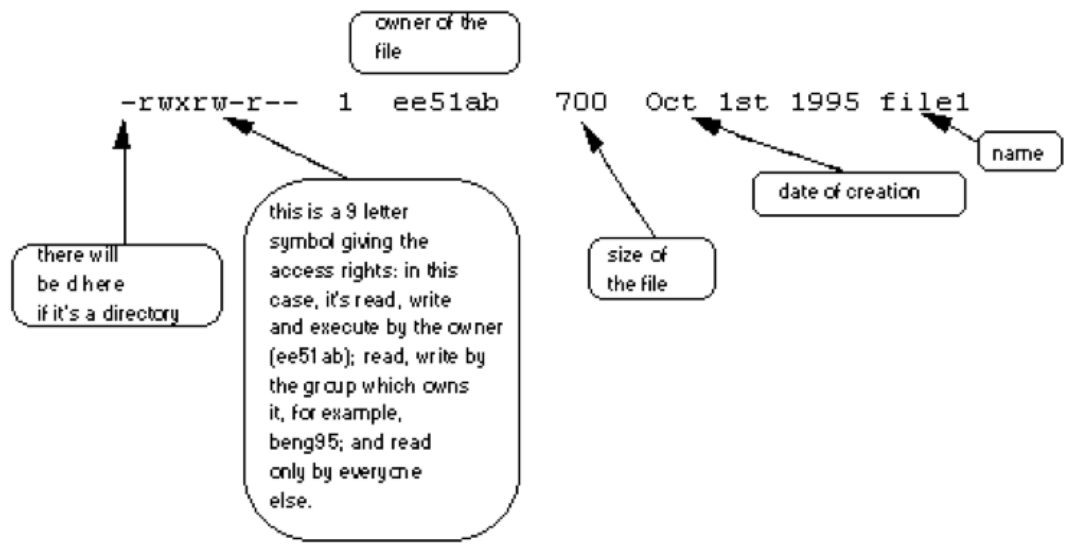 owner of the
file
-rwxrw-r-- 1 ee51ab 700 Oct 1st 1995 file1
name
date of creation
this is a 9 letter
symbol giving the
access rights: in this
case, it's read, write
and execute by the owner
(ee51ab); read, write by
the group which owns
it, for example,
beng95; and read
only by everyone
else.
there will
be d here
if it's a directory
size of
the file